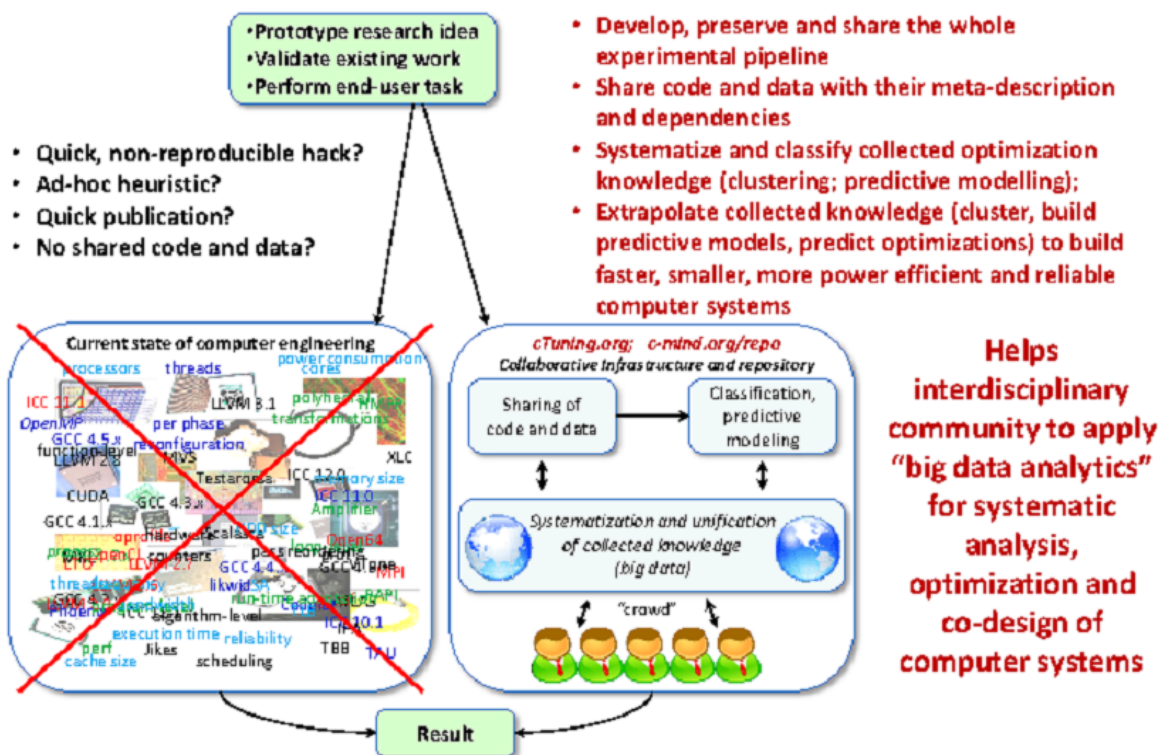 •Prototype research idea
•Validate existing work
•Perform end-user task
• Quick, non-reproducible hack?
• Ad-hoc heuristic?
• Quick publication?
• No shared code and data?
• Develop, preserve and share the whole
experimental pipeline
• Share code and data with their meta-description
and dependencies
• Systematize and classify collected optimization
knowledge (clustering; predictive modelling);
• Extrapolate collected knowledge (cluster, build
predictive models, predict optimizations) to build
faster, smaller, more power efficient and reliable
computer systems
Current state of computer engineering
processors
threads
power consumption
cores
ICC 11.1
LLVM 3.1
polyhedral
transformations
OpenMP
per phase
reconfiguration
GCC 4.5.x
function-level
LLVM 2.8
MVS
XLC
Testarossa
ICC 12.0
memory size
CUDA
ICC 11.0
GCC 4.3.x
Amplifier
GCC 4.1.x
hardware
counters
Scalasca
Open64
pass reordering
LLVM 2.7
GCC 4.4.x
likwid
MPI
PAPI
run-time adaptation
algorithm-level
ICC 10.1
execution time
reliability
TBB
perf
Jikes
TAU
cache size
scheduling
cTuning.org; c-mind.org/repo
Collaborative Infrastructure and repository
Sharing of
code and data
Classification,
predictive
modeling
Systematization and unification
of collected knowledge
(big data)
"crowd"
Helps
interdisciplinary
community to apply
"big data analytics"
for systematic
analysis,
optimization and
co-design of
computer systems
Result